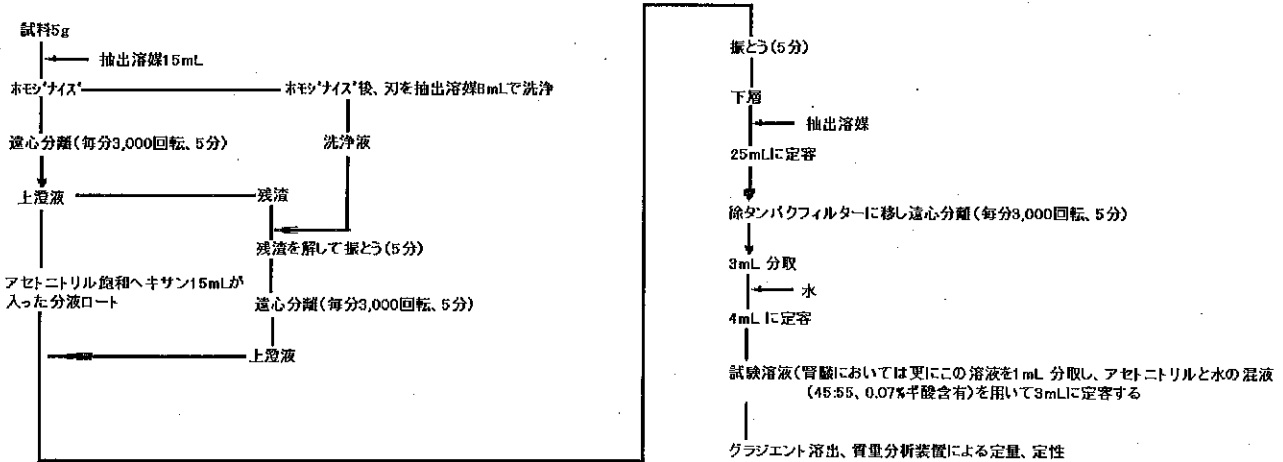 試料5g
抽出溶媒15mL
ホモジナイズ
ホモジナイズ後、刃を抽出溶媒8mLで洗浄
遠心分離(毎分3,000回転、5分)
洗浄液
上澄液
残渣
残渣を解して振とう(5分)
アセトニトリル飽和ヘキサン15mLが
入った分液ロート
遠心分離(毎分3,000回転、5分)
上澄液
振とう(5分)
下層
抽出溶媒
25mLに定容
除タンパクフィルターに移し遠心分離(毎分3,000回転、5分)
3mL 分取
水
4mL に定容
試験溶液(腎臓においては更にこの溶液を1mL 分取し、アセトニトリルと水の混液
(45:55、0.07%ギ酸含有)を用いて3mLに定容する
グラジエント溶出、質量分析装置による定量、定性